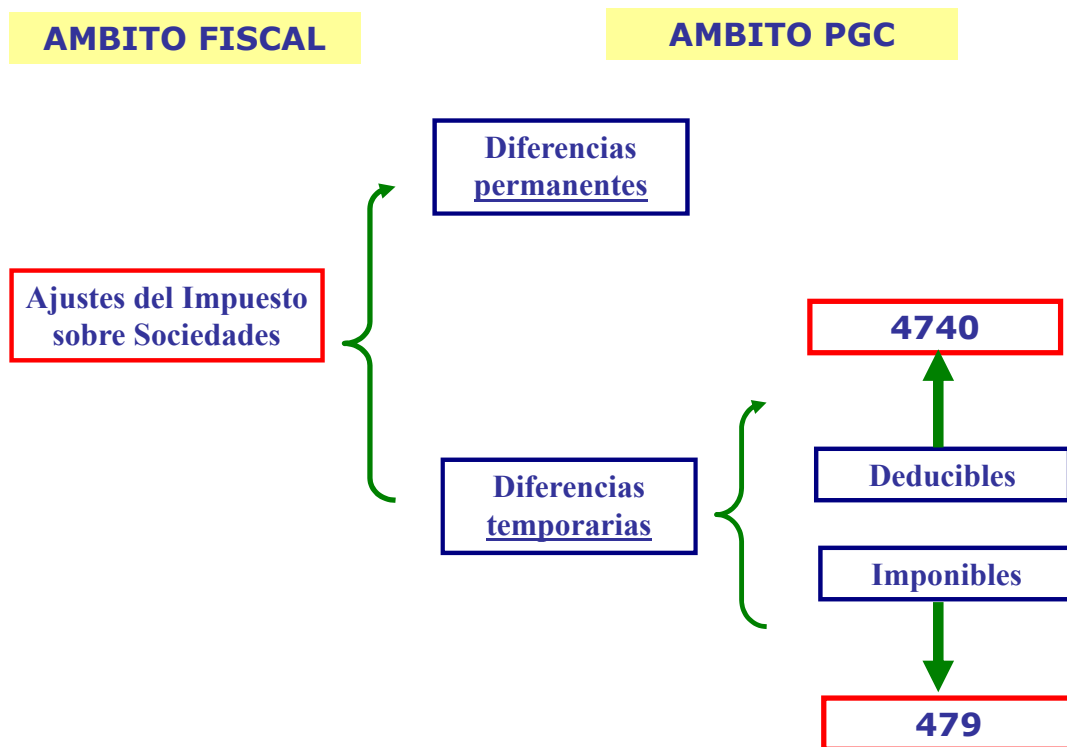 AMBITO FISCAL
AMBITO PGC
Diferencias
permanentes
Ajustes del Impuesto
sobre Sociedades
4740
Deducibles
Diferencias
temporarias
Imponibles
479